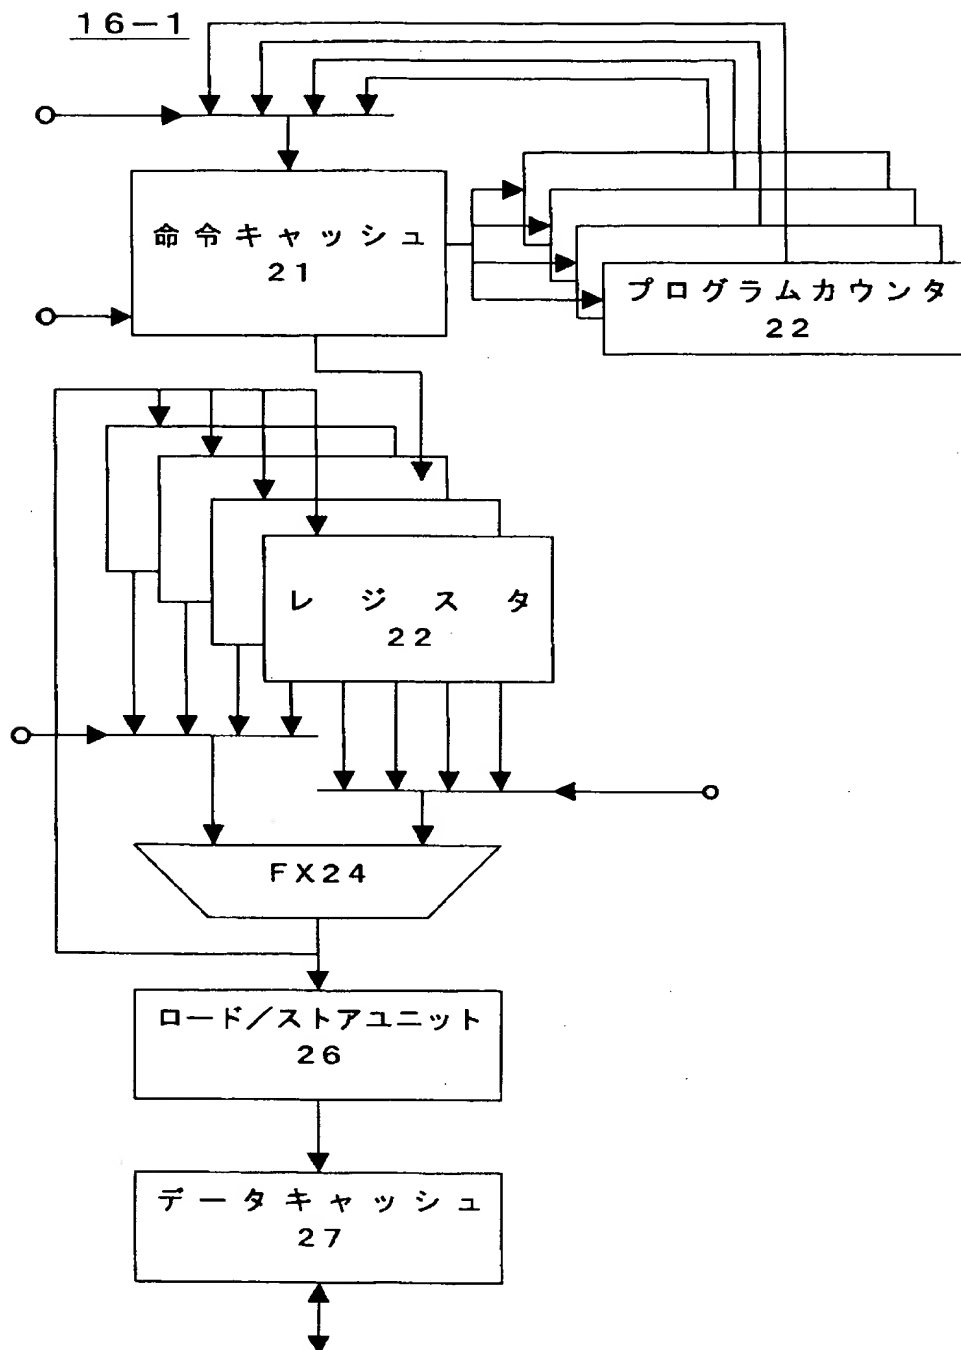 16-1
命令キャッシュ
21
プログラムカウンタ
22
レジスタ
22
FX24
ロード/ストアユニット
26
データキャッシュ
27